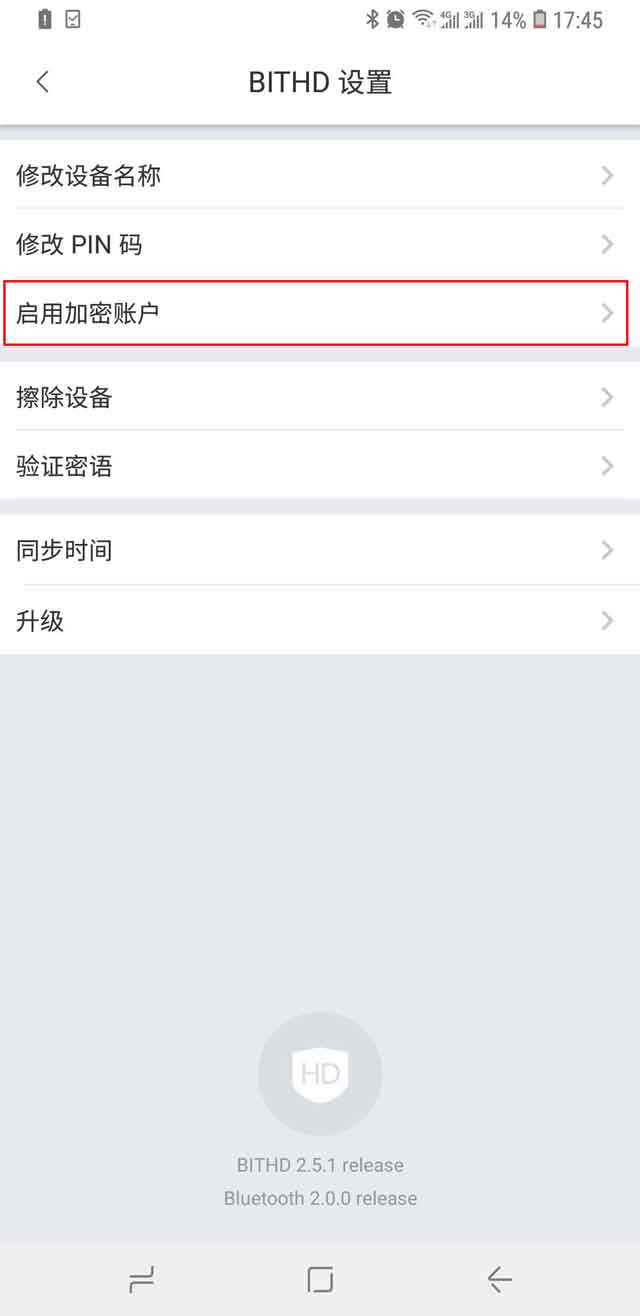 4G 3G 14% 17:45
BITHD 设置
修改设备名称
修改 PIN 码
启用加密账户
擦除设备
验证密语
同步时间
升级
HD
BITHD 2.5.1 release
Bluetooth 2.0.0 release